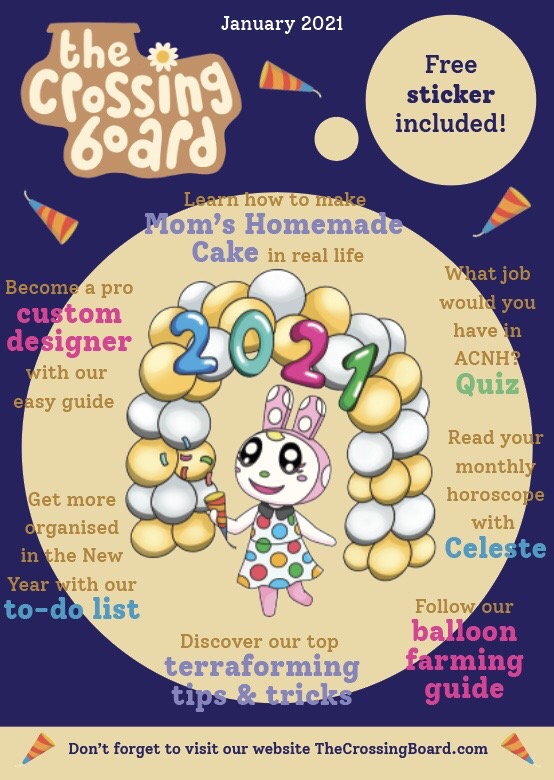 January 2021
the
Crossing
board
Free
sticker
included!
Learn how to make
Mom's Homemade
Cake in real life
Become a pro
custom
designer
with our
easy guide
2021
What job
would you
have in
ACNH?
Quiz
Read your
monthly
horoscope
with
Celeste
Get more
organised
in the New
Year with our
to-do list
Follow our
balloon
farming
guide
Discover our top
terraforming
tips & tricks
Don't forget to visit our website TheCrossingBoard.com